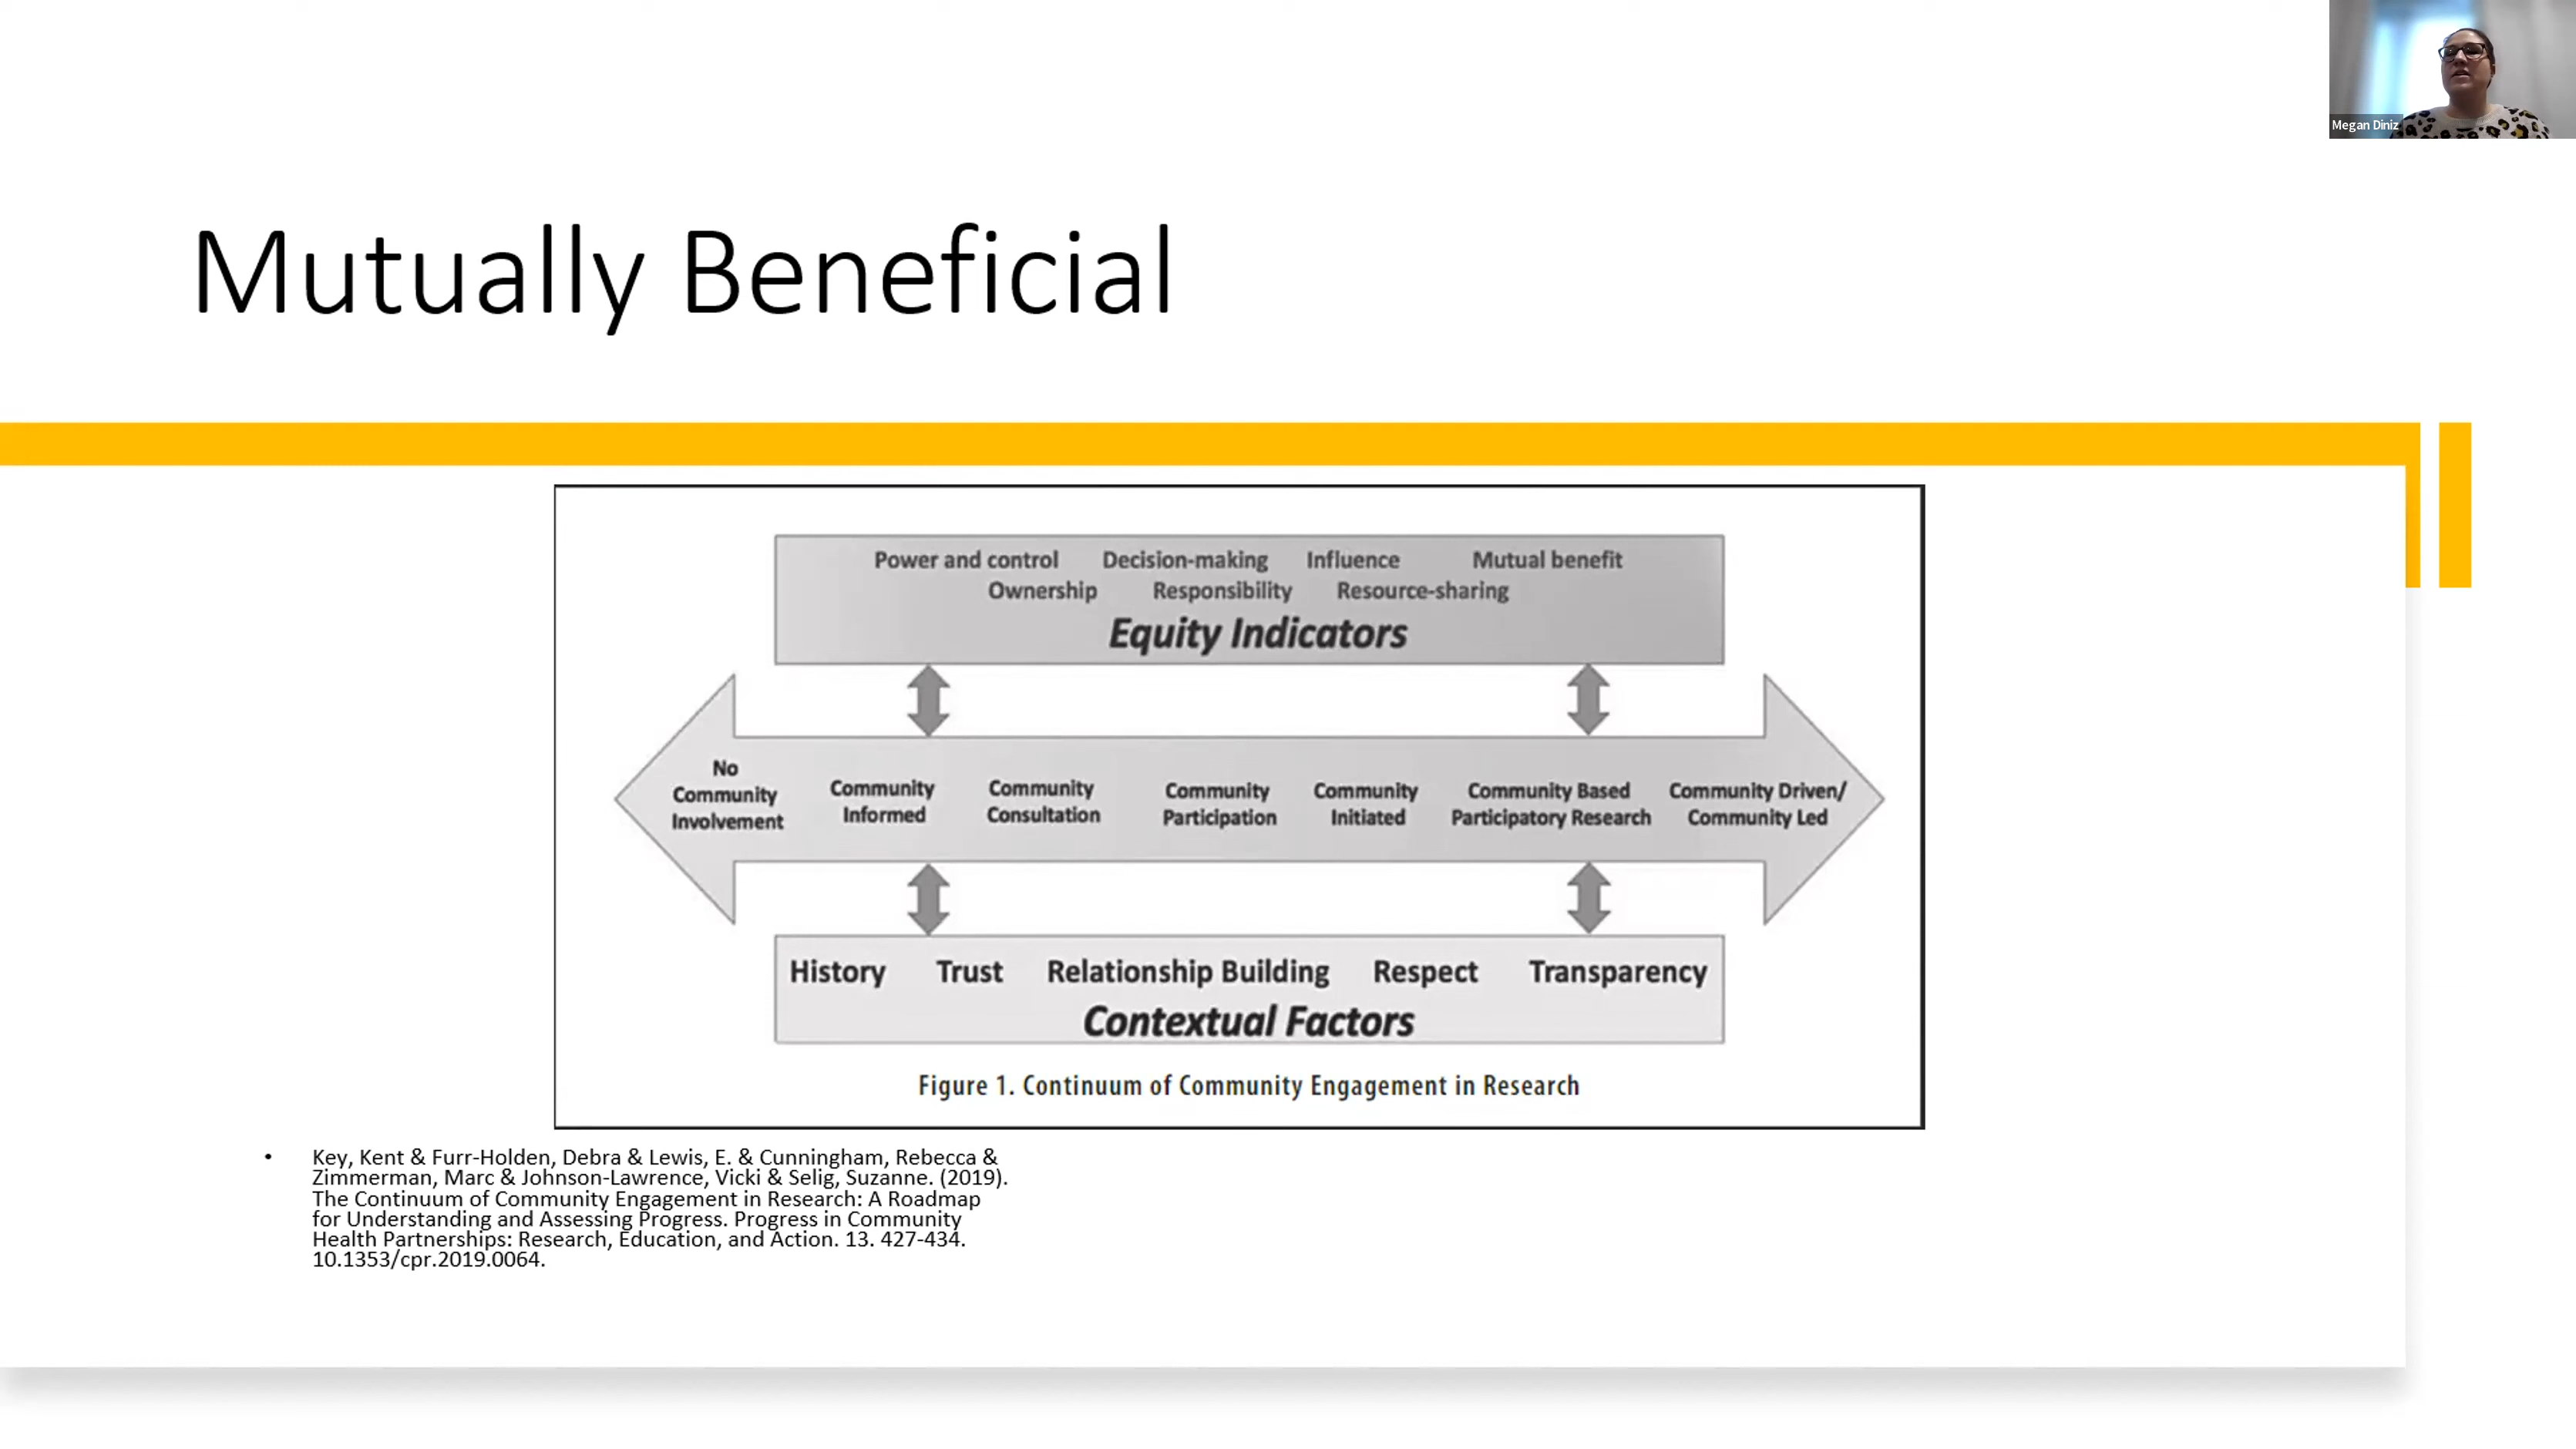 Megan Diniz
Mutually Beneficial
Power and control Decision-making Influence Mutual benefit
Ownership Responsibility Resource-sharing
Equity Indicators
No
Community
Involvement
Community
Informed
Community
Consultation
Community
Participation
Community
Initiated
Community Based
Participatory Research
Community Driven/
Community Led
History Trust Relationship Building Respect Transparency
Contextual Factors
Figure 1. Continuum of Community Engagement in Research
• Key, Kent & Furr-Holden, Debra & Lewis, E. & Cunningham, Rebecca &
Zimmerman, Marc & Johnson-Lawrence, Vicki & Selig, Suzanne. (2019).
The Continuum of Community Engagement in Research: A Roadmap
for Understanding and Assessing Progress. Progress in Community
Health Partnerships: Research, Education, and Action. 13. 427-434.
10.1353/cpr.2019.0064.